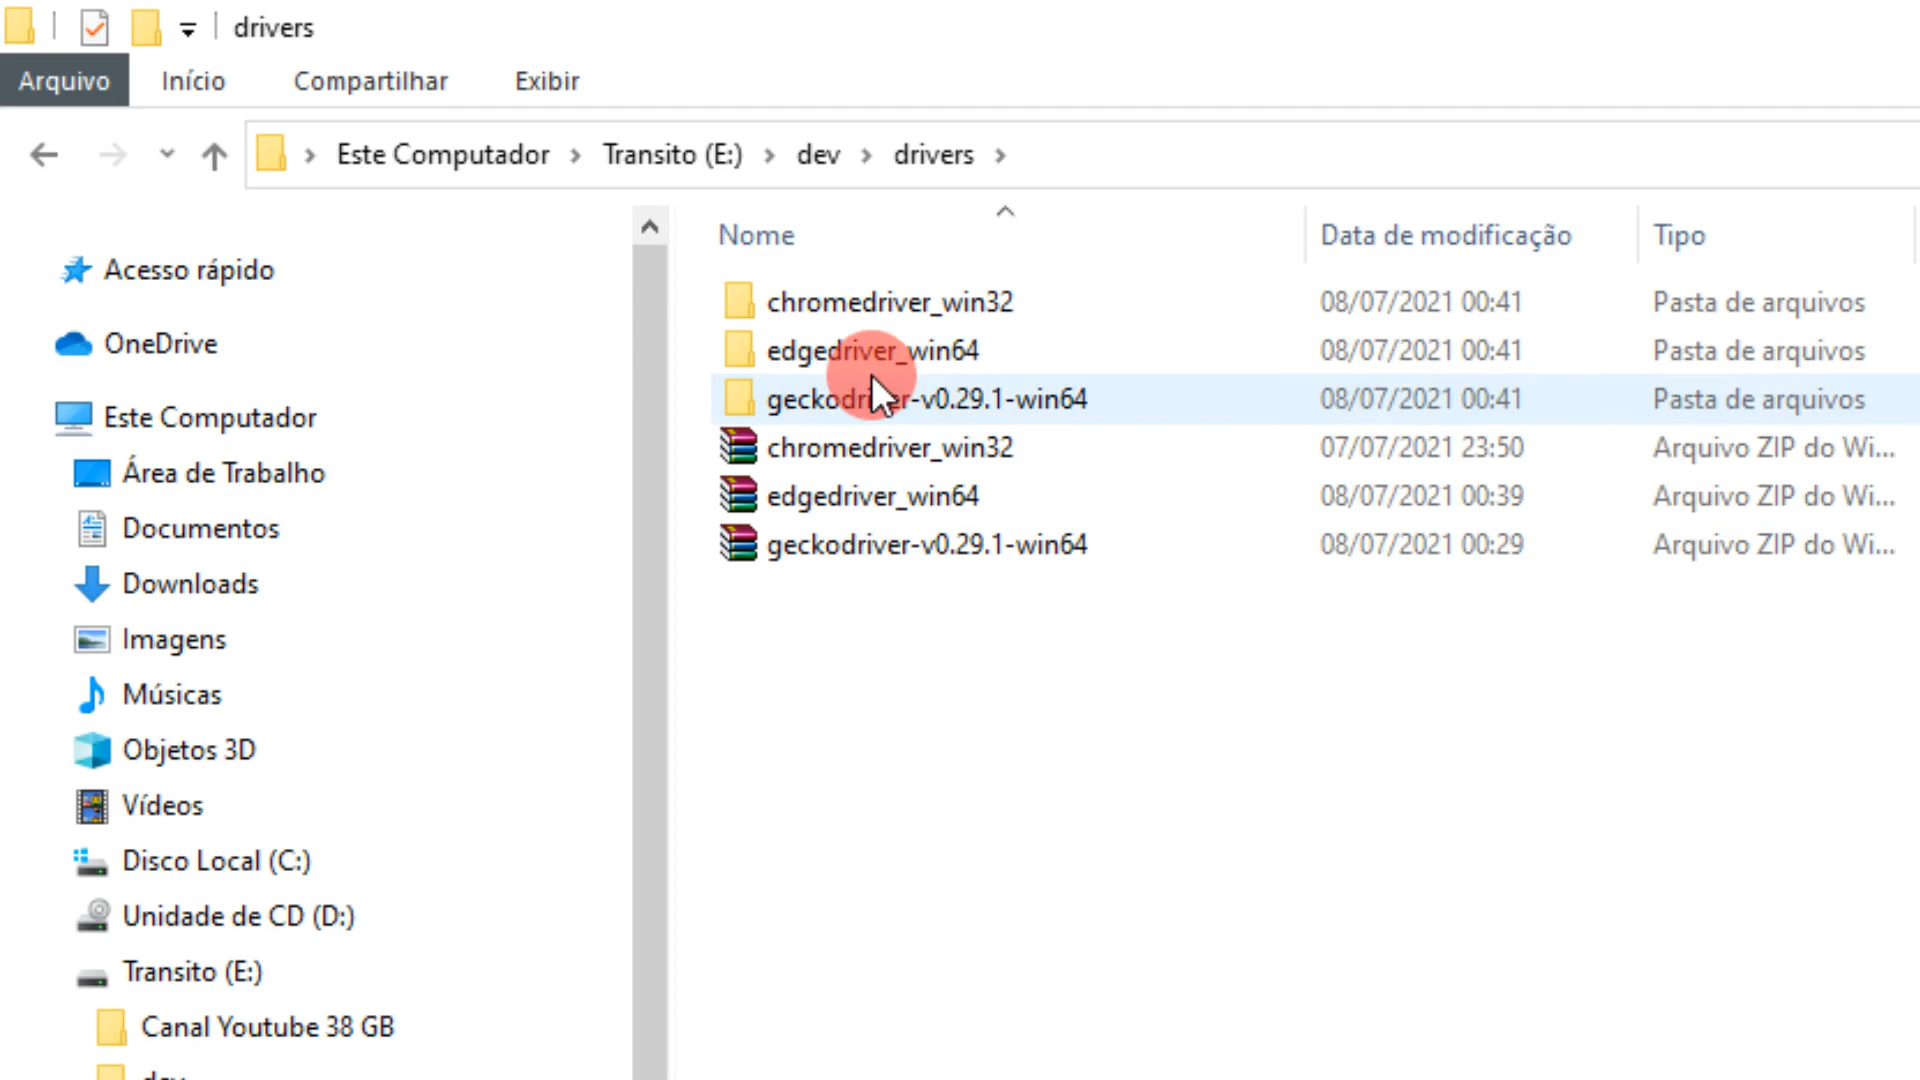 drivers
Arquivo Início Compartilhar Exibir
Este Computador Transito (E:) dev drivers
Nome Data de modificação Tipo
Acesso rápido
OneDrive
Este Computador
Área de Trabalho
Documentos
Downloads
Imagens
Músicas
Objetos 3D
Vídeos
Disco Local (C:)
Unidade de CD (D:)
Transito (E:)
Canal Youtube 38 GB
dev
chromedriver_win32 08/07/2021 00:41 Pasta de arquivos
edgedriver_win64 08/07/2021 00:41 Pasta de arquivos
geckodriver-v0.29.1-win64 08/07/2021 00:41 Pasta de arquivos
chromedriver_win32 07/07/2021 23:50 Arquivo ZIP do Wi...
edgedriver_win64 08/07/2021 00:39 Arquivo ZIP do Wi...
geckodriver-v0.29.1-win64 08/07/2021 00:29 Arquivo ZIP do Wi...